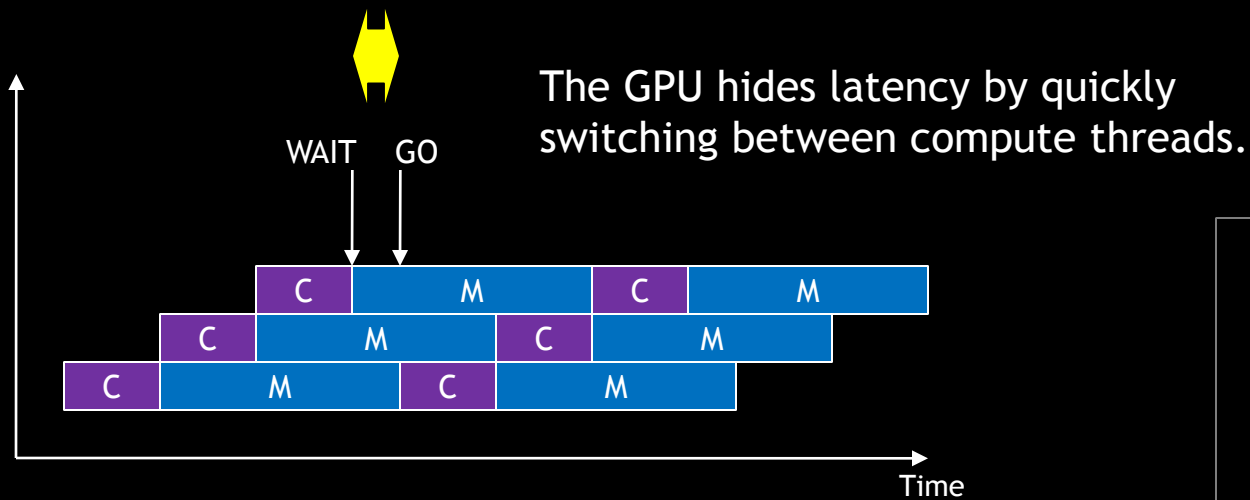 The GPU hides latency by quickly
switching between compute threads.
WAIT GO
C M C M
C M C M
C M C M
Time